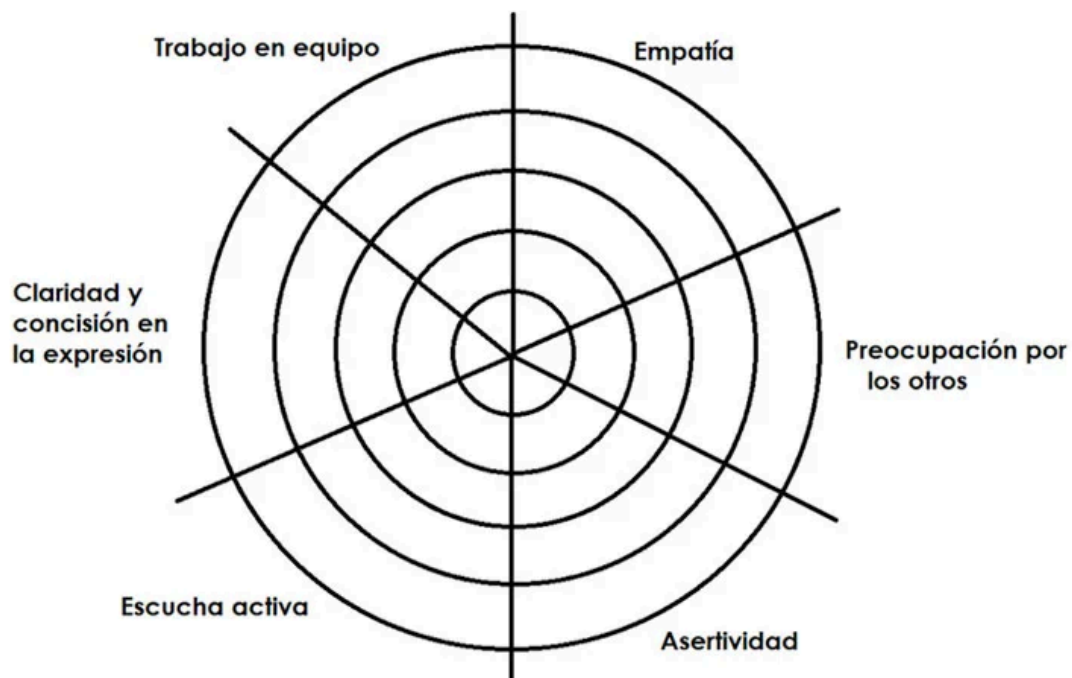 Trabajo en equipo
Empatía
Claridad y
concisión en
la expresión
Preocupación por
los otros
Escucha activa
Asertividad